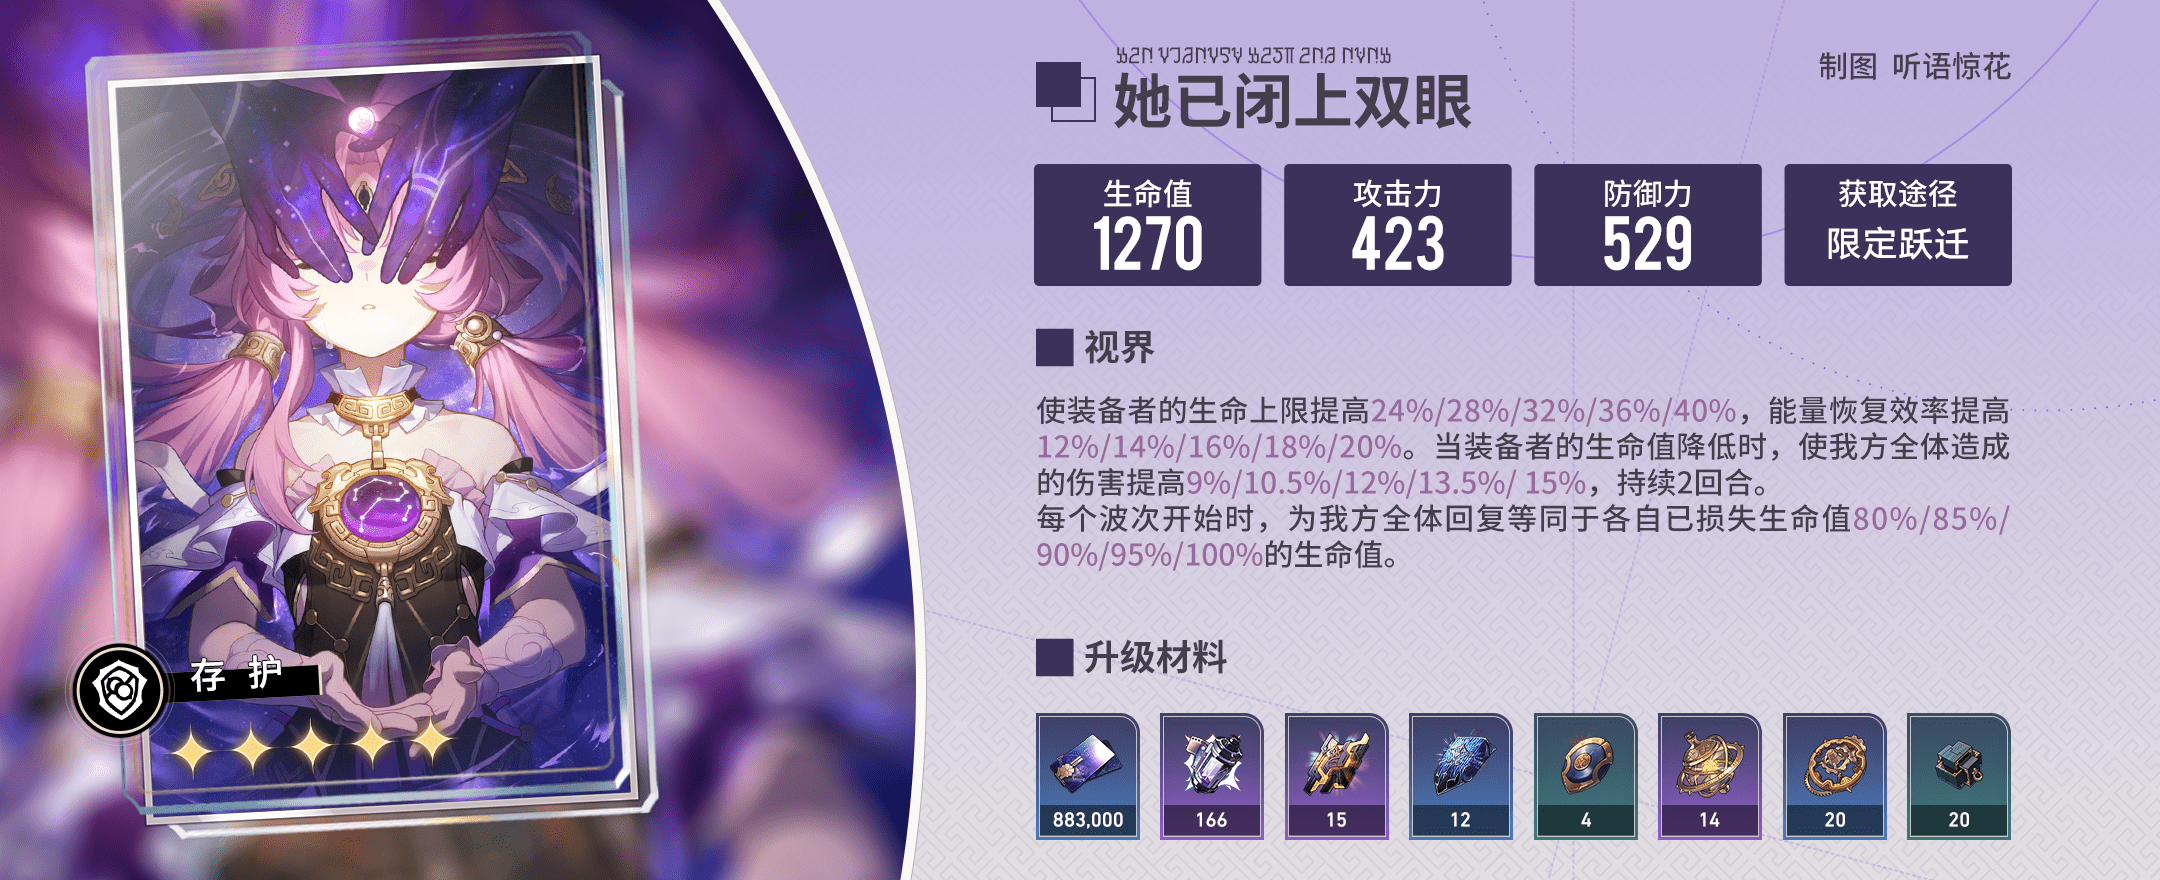 她已闭上双眼
制图 听语惊花
生命值
1270
攻击力
423
防御力
529
获取途径
限定跃迁
视界
使装备者的生命上限提高24%/28%/32%/36%/40%，能量恢复效率提高
12%/14%/16%/18%/20%。当装备者的生命值降低时，使我方全体造成
的伤害提高9%/10.5%/12%/13.5%/ 15%，持续2回合。
每个波次开始时，为我方全体回复等同于各自已损失生命值80%/85%/
90%/95%/100%的生命值。
存护
升级材料
883,000
166
15
12
4
14
20
20